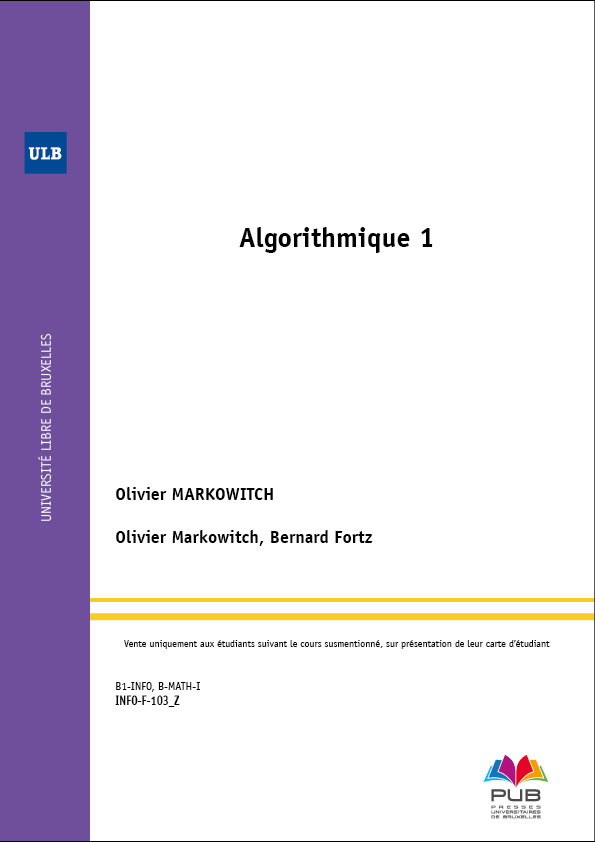 ULB
UNIVERSITÉ LIBRE DE BRUXELLES
Algorithmique 1
Olivier MARKOWITCH
Olivier Markowitch, Bernard Fortz
Vente uniquement aux étudiants suivant le cours susmentionné, sur présentation de leur carte d'étudiant
B1-INFO, B-MATH-I
INFO-F-103_Z
PUB
PRESSES
UNIVERSITAIRES
DE BRUXELLES